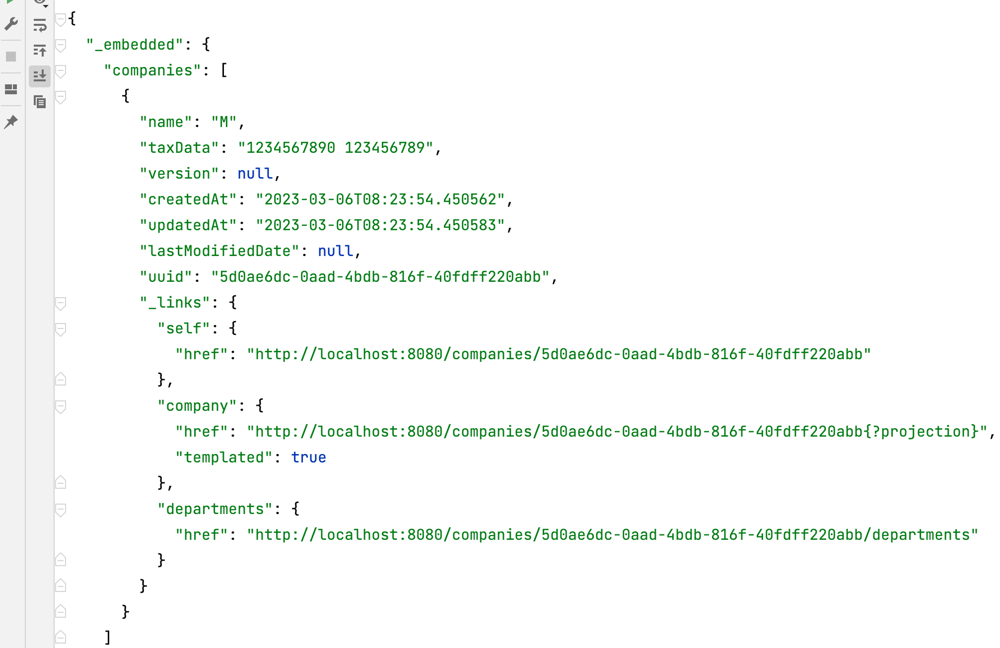 {
  "_embedded": {
    "companies": [
      {
        "name": "M",
        "taxData": "1234567890 123456789",
        "version": null,
        "createdAt": "2023-03-06T08:23:54.450562",
        "updatedAt": "2023-03-06T08:23:54.450583",
        "lastModifiedDate": null,
        "uuid": "5d0ae6dc-0aad-4bdb-816f-40fdff220abb",
        "_links": {
          "self": {
            "href": "http://localhost:8080/companies/5d0ae6dc-0aad-4bdb-816f-40fdff220abb"
          },
          "company": {
            "href": "http://localhost:8080/companies/5d0ae6dc-0aad-4bdb-816f-40fdff220abb{?projection}",
            "templated": true
          },
          "departments": {
            "href": "http://localhost:8080/companies/5d0ae6dc-0aad-4bdb-816f-40fdff220abb/departments"
          }
        }
      }
    ]